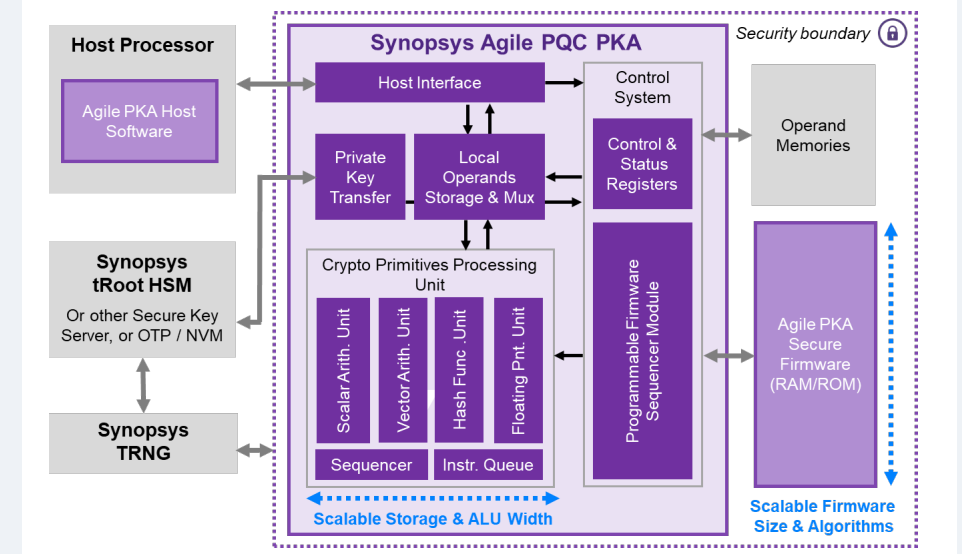 Host Processor
Agile PKA Host
Software
Synopsys
tRoot HSM
Or other Secure Key
Server, or OTP / NVM
Synopsys
TRNG
Synopsys Agile PQC PKA
Host Interface
Private
Key
Transfer
Local
Operands
Storage & Mux
Crypto Primitives Processing
Unit
Scalar Arith. Unit
Vector Arith. Unit
Hash Func .Unit
Floating Pnt. Unit
Sequencer
Instr. Queue
Scalable Storage & ALU Width
Control
System
Control &
Status
Registers
Programmable Firmware
Sequencer Module
Security boundary
Operand
Memories
Agile PKA
Secure
Firmware
(RAM/ROM)
Scalable Firmware
Size & Algorithms